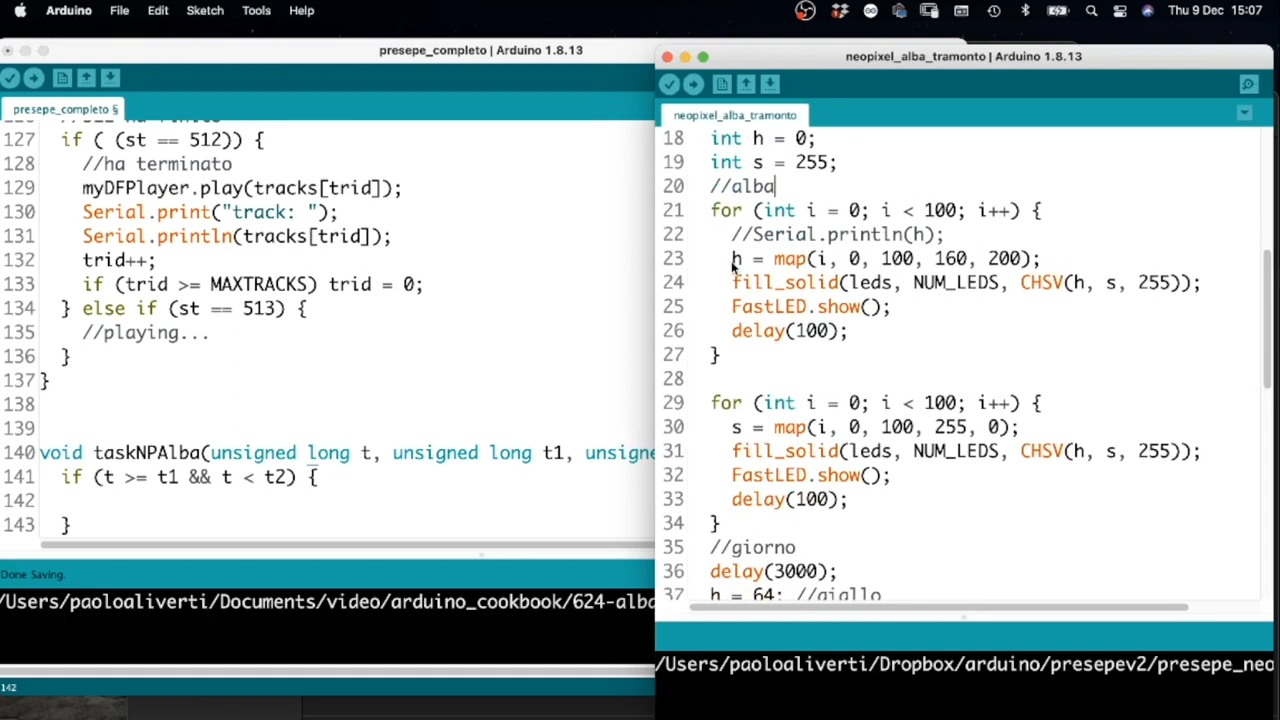 Arduino File Edit Sketch Tools Help Thu 9 Dec 15:07
presepe_completo | Arduino 1.8.13
presepe_completo §
127 if ( (st == 512)) {
128 //ha terminato
129 myDFPlayer.play(tracks[trid]);
130 Serial.print("track: ");
131 Serial.println(tracks[trid]);
132 trid++;
133 if (trid >= MAXTRACKS) trid = 0;
134 } else if (st == 513) {
135 //playing...
136 }
137 }
138
139
140 void taskNPAlba(unsigned long t, unsigned long t1, unsigne
141 if (t >= t1 && t < t2) {
142
143 }
Done Saving.
/Users/paoloaliverti/Documents/video/arduino_cookbook/624-alba
142
neopixel_alba_tramonto | Arduino 1.8.13
neopixel_alba_tramonto
18 int h = 0;
19 int s = 255;
20 //alba
21 for (int i = 0; i < 100; i++) {
22 //Serial.println(h);
23 h = map(i, 0, 100, 160, 200);
24 fill_solid(leds, NUM_LEDS, CHSV(h, s, 255));
25 FastLED.show();
26 delay(100);
27 }
28
29 for (int i = 0; i < 100; i++) {
30 s = map(i, 0, 100, 255, 0);
31 fill_solid(leds, NUM_LEDS, CHSV(h, s, 255));
32 FastLED.show();
33 delay(100);
34 }
35 //giorno
36 delay(3000);
37 h = 64; //giallo
/Users/paoloaliverti/Dropbox/arduino/presepev2/presepe_neo